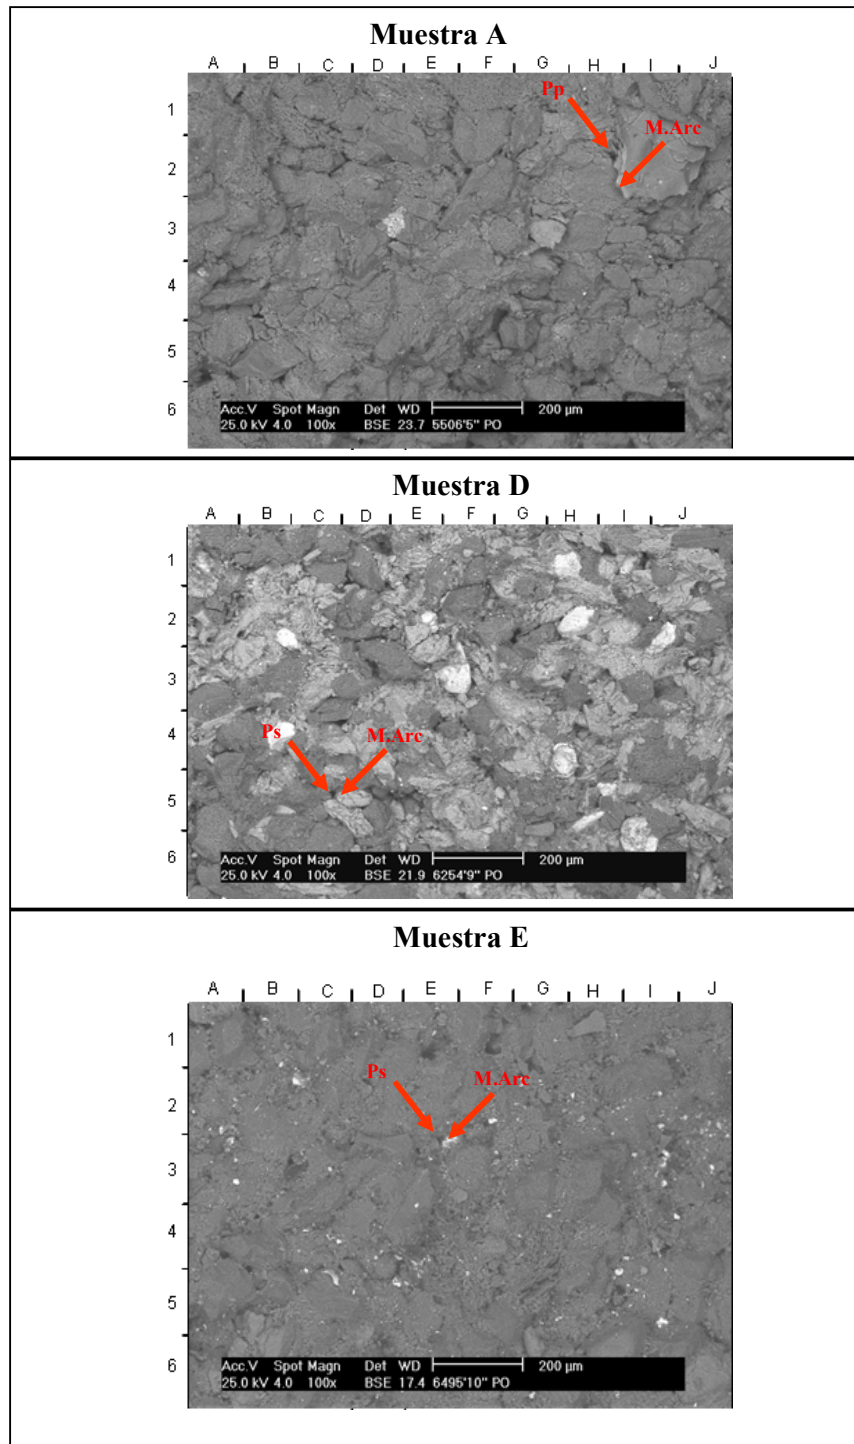 Muestra A
A B C D E F G H I J
Pp
M.Arc
1
2
3
4
5
6
Acc.V Spot Magn Det WD 200 µm
25.0 kV 4.0 100x BSE 23.7 5506'5" PO
Muestra D
A B C D E F G H I J
1
2
3
4
Ps
M.Arc
5
6
Acc.V Spot Magn Det WD 200 µm
25.0 kV 4.0 100x BSE 21.9 6254'9" PO
Muestra E
A B C D E F G H I J
1
Ps
M.Arc
2
3
4
5
6
Acc.V Spot Magn Det WD 200 µm
25.0 kV 4.0 100x BSE 17.4 6495'10" PO